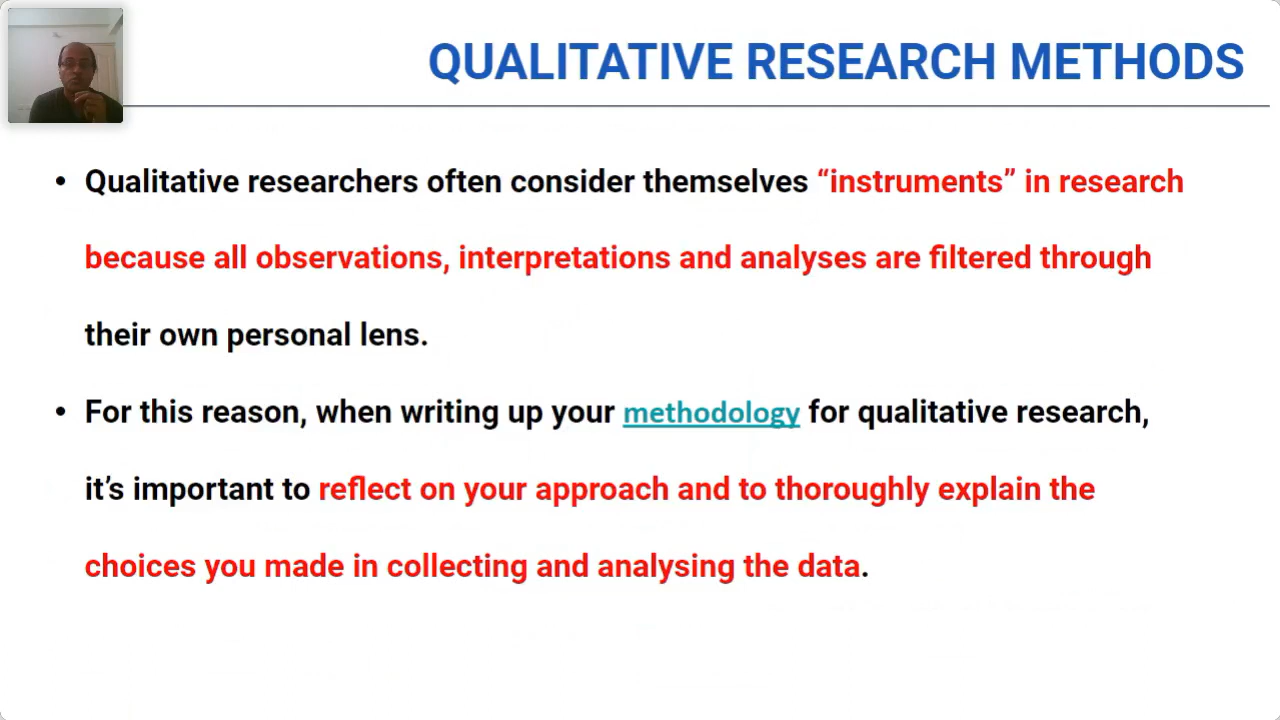 QUALITATIVE RESEARCH METHODS
• Qualitative researchers often consider themselves “instruments” in research
because all observations, interpretations and analyses are filtered through
their own personal lens.
• For this reason, when writing up your methodology for qualitative research,
it’s important to reflect on your approach and to thoroughly explain the
choices you made in collecting and analysing the data.